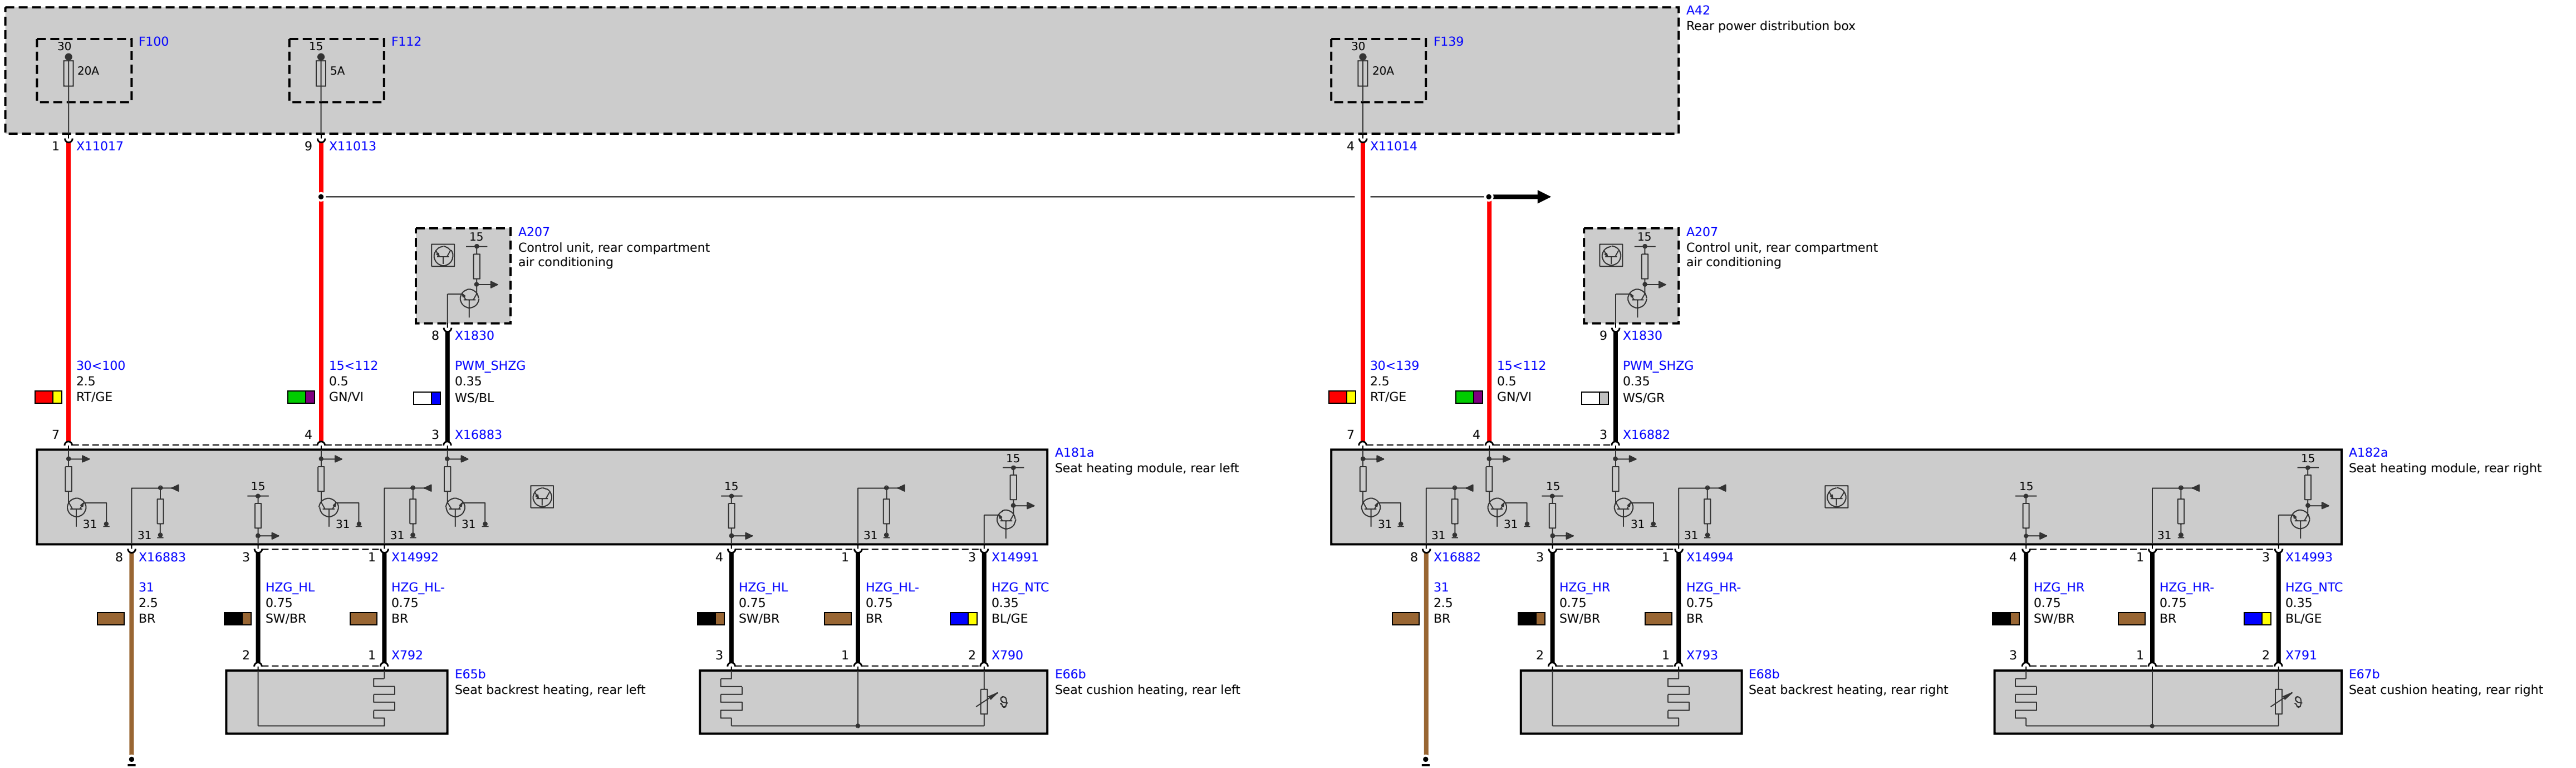 A42
Rear power distribution box
30
F100
20A
15
F112
5A
30
F139
20A
1 X11017
9 X11013
4 X11014
A207
Control unit, rear compartment
air conditioning
15
A207
Control unit, rear compartment
air conditioning
15
8 X1830
9 X1830
30<100
2.5
RT/GE
15<112
0.5
GN/VI
PWM_SHZG
0.35
WS/BL
30<139
2.5
RT/GE
15<112
0.5
GN/VI
PWM_SHZG
0.35
WS/GR
7 4 3 X16883
7 4 3 X16882
A181a
Seat heating module, rear left
15
15
15
31 31 31 31 31 31
A182a
Seat heating module, rear right
15
15
15
31 31 31 31 31 31
8 X16883
3 1 X14992
4 1 3 X14991
8 X16882
3 1 X14994
4 1 3 X14993
31
2.5
BR
HZG_HL
0.75
SW/BR
HZG_HL-
0.75
BR
HZG_HL
0.75
SW/BR
HZG_HL-
0.75
BR
HZG_NTC
0.35
BL/GE
31
2.5
BR
HZG_HR
0.75
SW/BR
HZG_HR-
0.75
BR
HZG_HR
0.75
SW/BR
HZG_HR-
0.75
BR
HZG_NTC
0.35
BL/GE
2 1 X792
3 1 2 X790
2 1 X793
3 1 2 X791
E65b
Seat backrest heating, rear left
E66b
Seat cushion heating, rear left
ϑ
E68b
Seat backrest heating, rear right
E67b
Seat cushion heating, rear right
ϑ